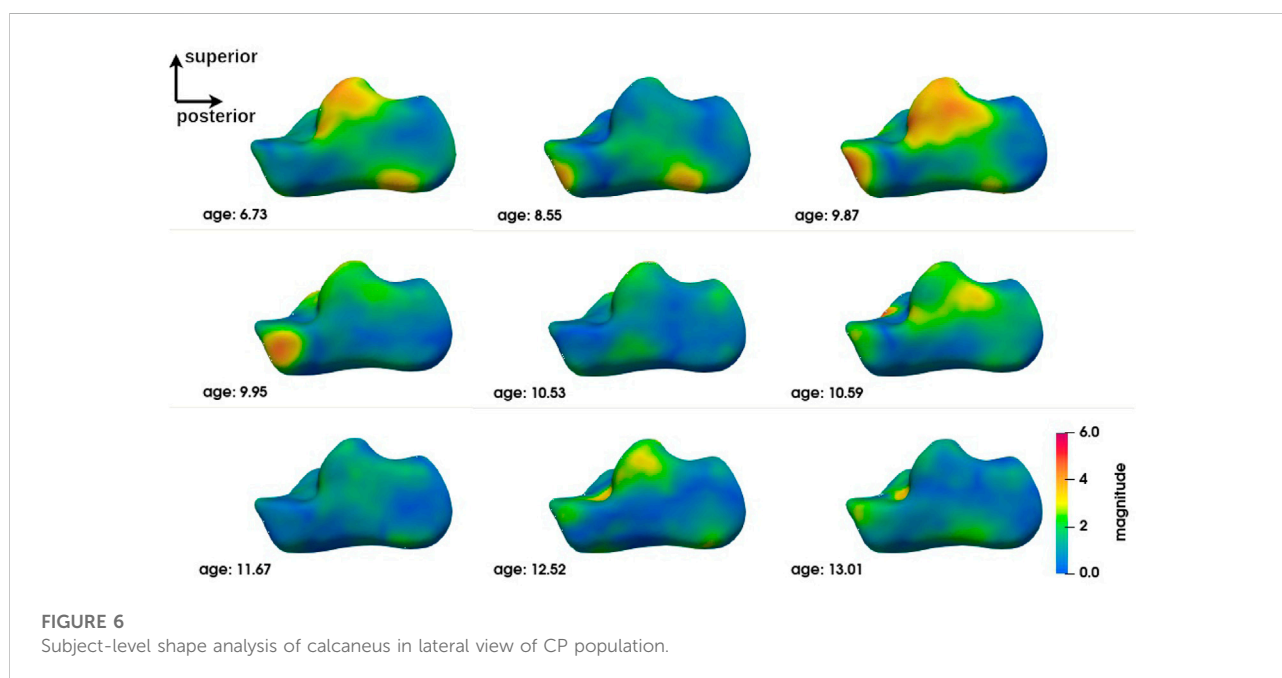 superior
posterior
age: 6.73
age: 8.55
age: 9.87
age: 9.95
age: 10.53
age: 10.59
age: 11.67
age: 12.52
age: 13.01
6.0
4
2
0.0
magnitude
FIGURE 6
Subject-level shape analysis of calcaneus in lateral view of CP population.